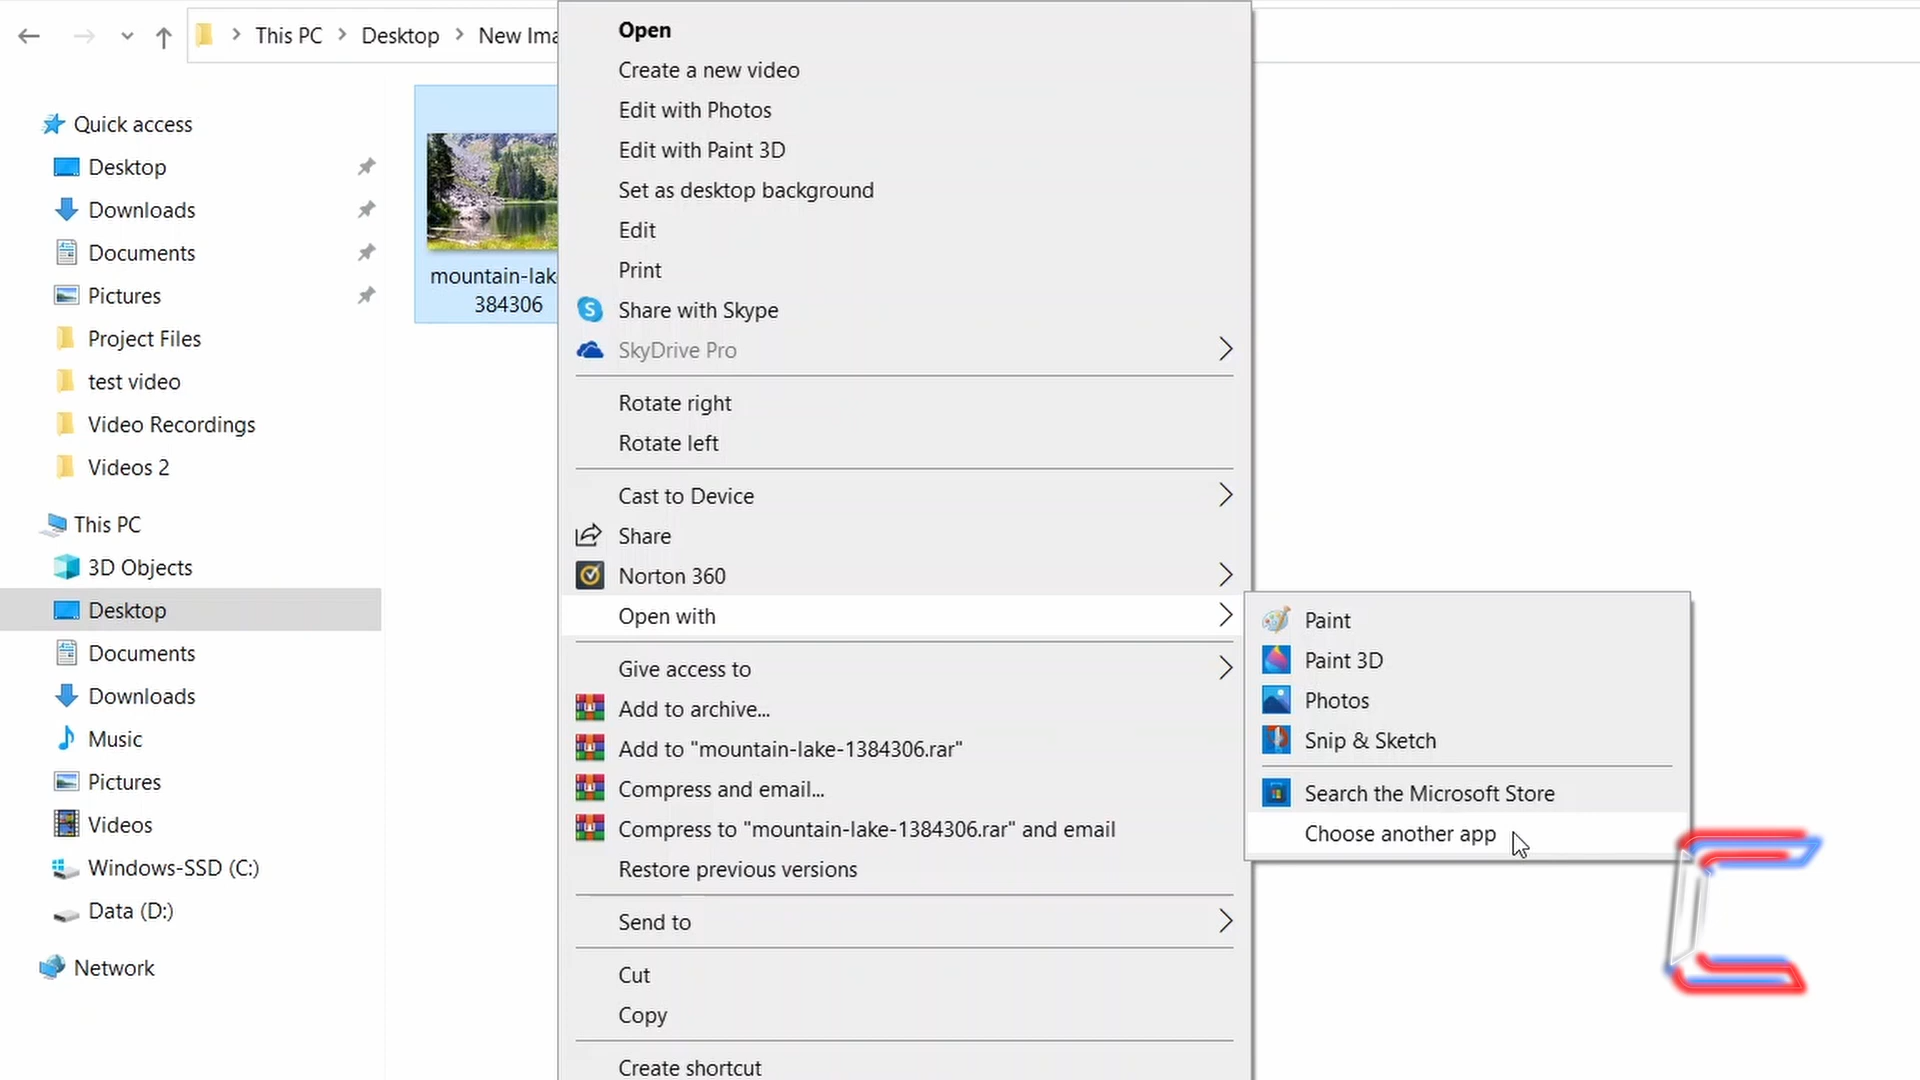 This PC
Desktop
New Ima
Quick access
Desktop
Downloads
Documents
Pictures
Project Files
test video
Video Recordings
Videos 2
This PC
3D Objects
Desktop
Documents
Downloads
Music
Pictures
Videos
Windows-SSD (C:)
Data (D:)
Network
mountain-lak
384306
Open
Create a new video
Edit with Photos
Edit with Paint 3D
Set as desktop background
Edit
Print
Share with Skype
SkyDrive Pro
Rotate right
Rotate left
Cast to Device
Share
Norton 360
Open with
Give access to
Add to archive...
Add to "mountain-lake-1384306.rar"
Compress and email...
Compress to "mountain-lake-1384306.rar" and email
Restore previous versions
Send to
Cut
Copy
Create shortcut
Paint
Paint 3D
Photos
Snip & Sketch
Search the Microsoft Store
Choose another app
C